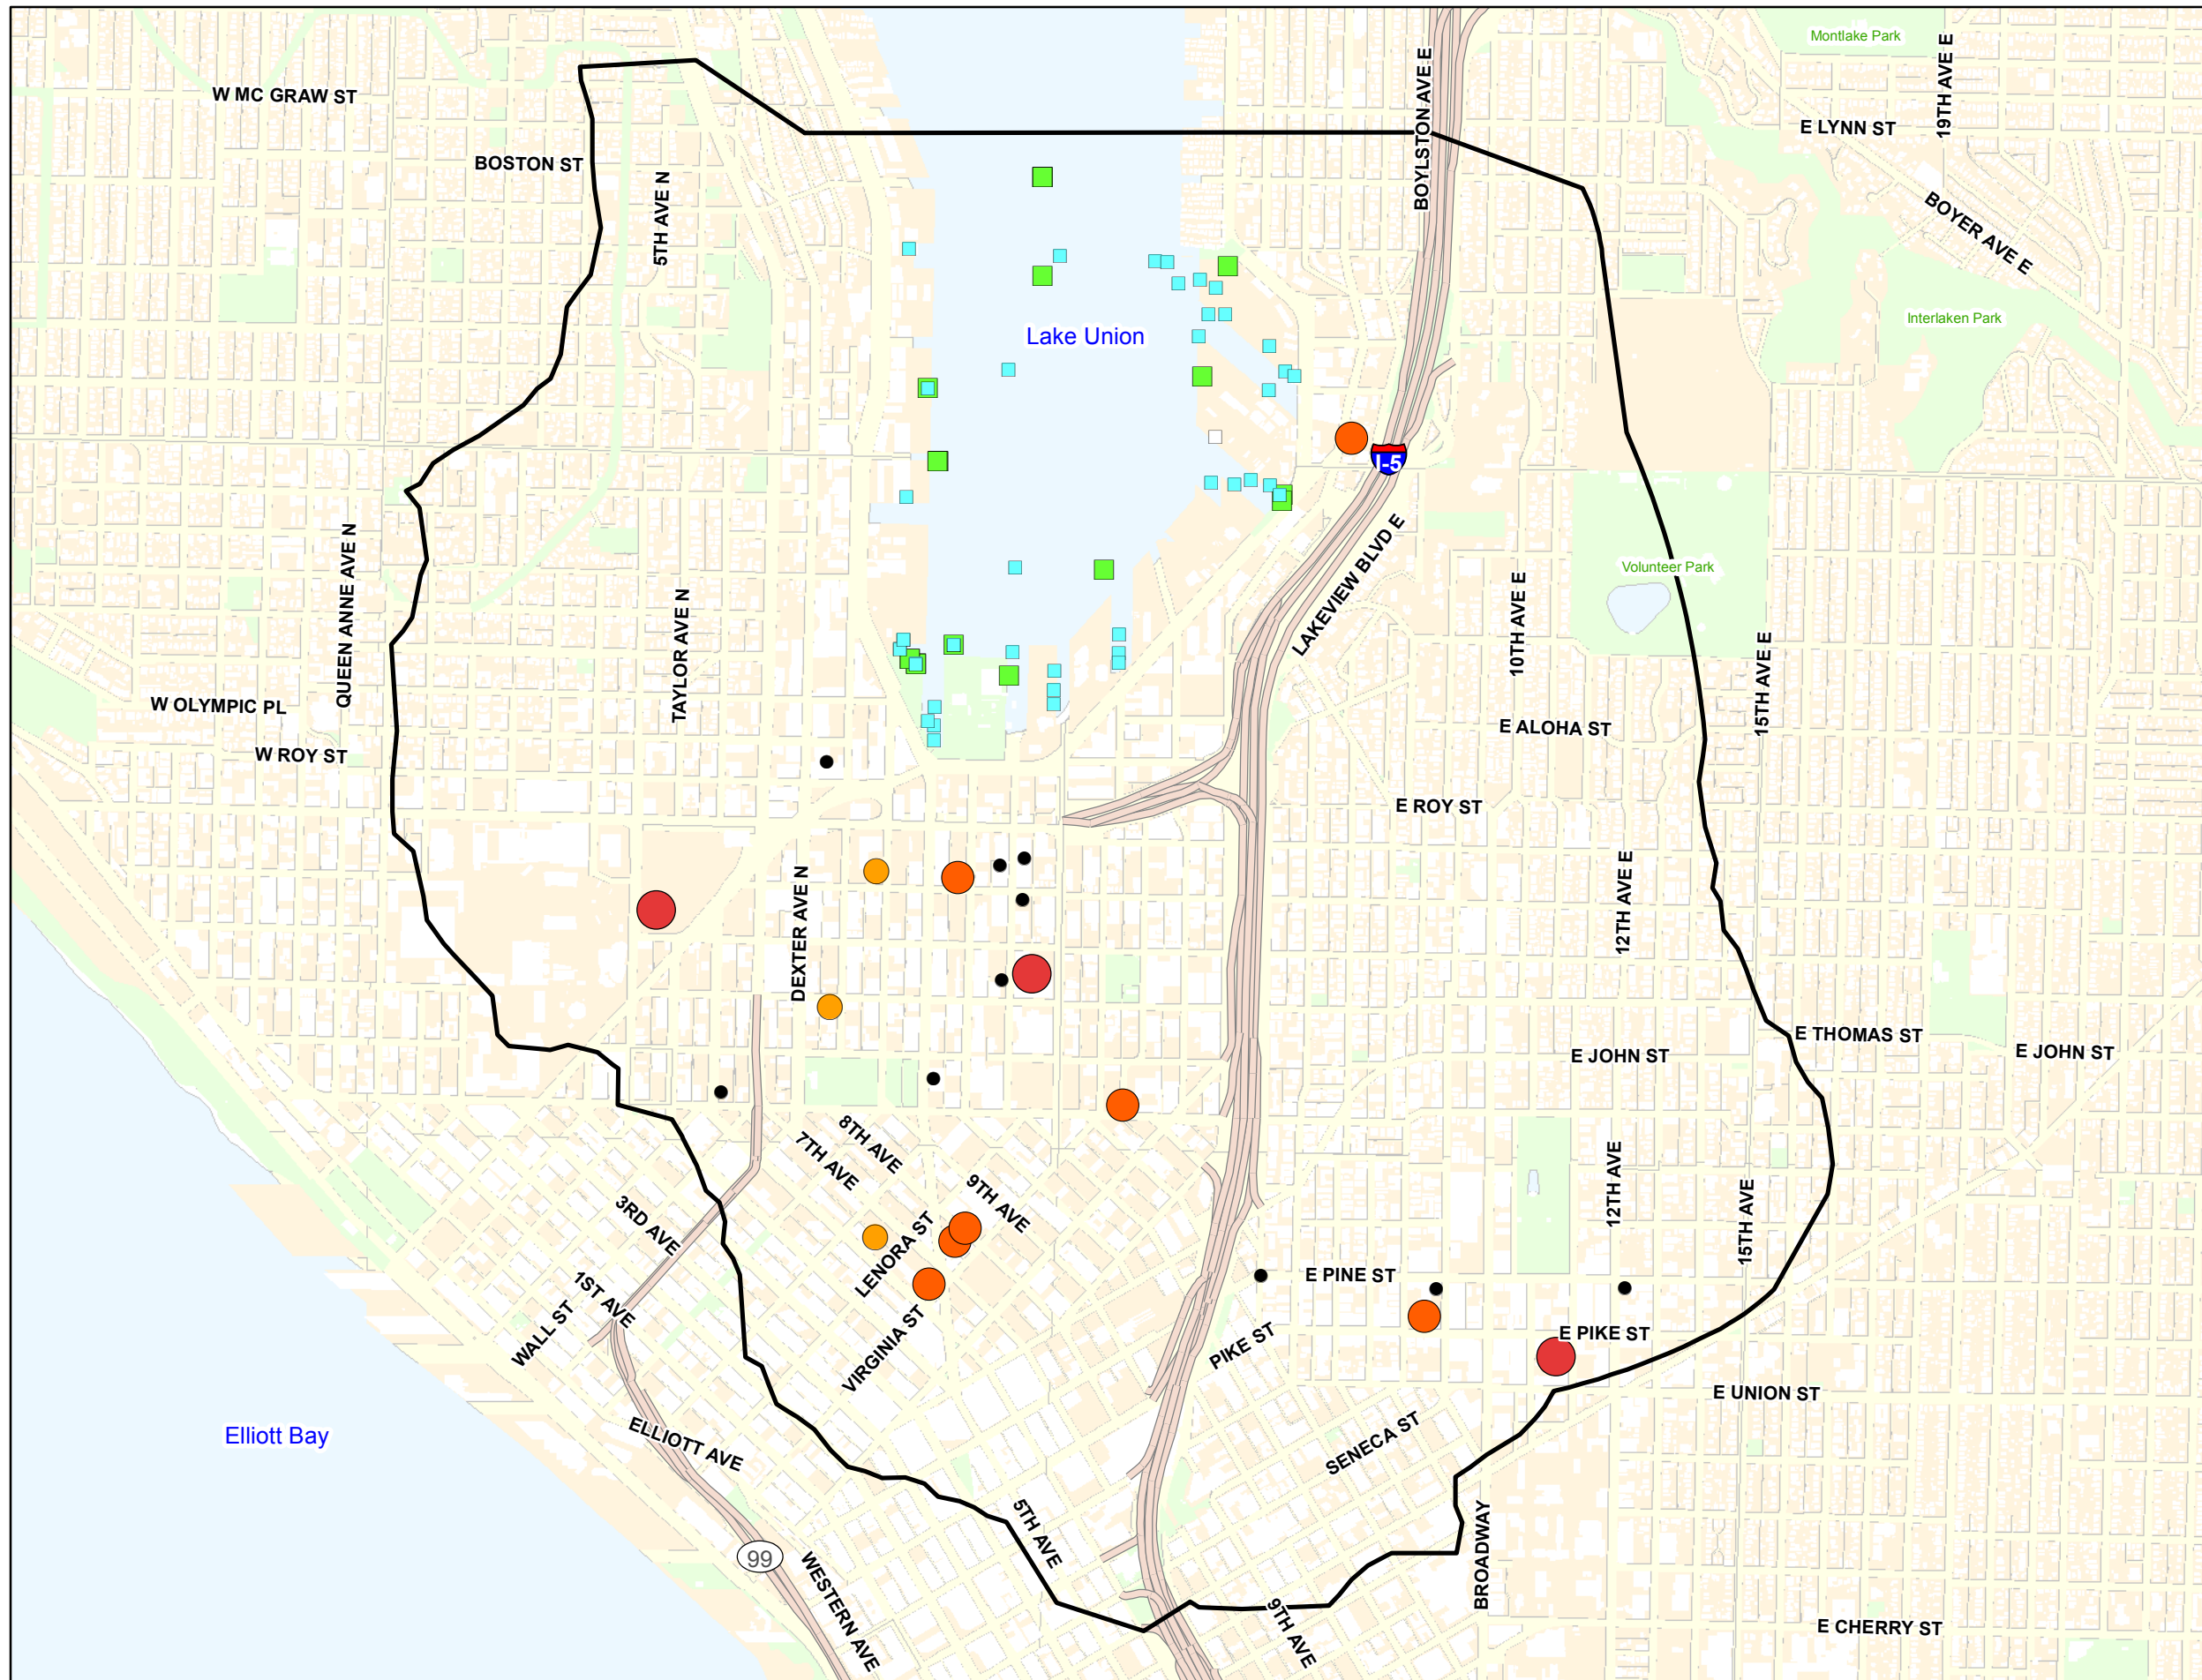 Montlake Park
19TH AVE E
BOYLSTON AVE E
W MC GRAW ST
E LYNN ST
BOSTON ST
5TH AVE N
BOYER AVE E
Interlaken Park
Lake Union
I-5
QUEEN ANNE AVE N
LAKEVIEW BLVD E
Volunteer Park
10TH AVE E
TAYLOR AVE N
15TH AVE E
W OLYMPIC PL
W ROY ST
E ALOHA ST
E ROY ST
DEXTER AVE N
12TH AVE E
E THOMAS ST
E JOHN ST
E JOHN ST
8TH AVE
7TH AVE
9TH AVE
12TH AVE
15TH AVE
3RD AVE
LENORA ST
E PINE ST
1ST AVE
WALL ST
VIRGINIA ST
PIKE ST
E PIKE ST
E UNION ST
Elliott Bay
ELLIOTT AVE
SENECA ST
5TH AVE
BROADWAY
99
WESTERN AVE
9TH AVE
E CHERRY ST